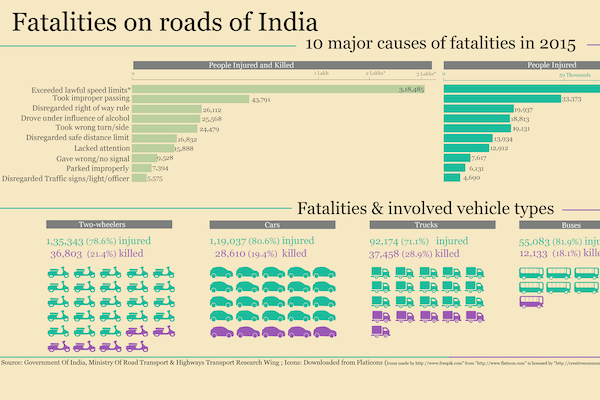 Fatalities on roads of India
10 major causes of fatalities in 2015
People Injured and Killed
People Injured
0
1 Lakh
2 Lakhs*
3 Lakhs*
0
50 Thousands
Exceeded lawful speed limits*
3,18,485
Took improper passing
43,791
33,373
Disregarded right of way rule
26,112
19,937
Drove under influence of alcohol
25,568
18,813
Took wrong turn/side
24,479
19,131
Disregarded safe distance limit
16,832
13,934
Lacked attention
15,888
12,912
Gave wrong/no signal
9,528
7,617
Parked improperly
7,394
6,131
Disregarded Traffic signs/light/officer
5,575
4,690
Fatalities & involved vehicle types
Two-wheelers
1,35,343 (78.6%) injured
36,803 (21.4%) killed
Cars
1,19,037 (80.6%) injured
28,610 (19.4%) killed
Trucks
92,174 (71.1%) injured
37,458 (28.9%) killed
Buses
55,083 (81.9%) inju
12,133 (18.1%) kille
Source: Government Of India, Ministry Of Road Transport & Highways Transport Research Wing ; Icons: Downloaded from Flaticons (Icons made by http://www.freepik.com" from "http://www.flaticon.com" is licensed by "http://creativecommons